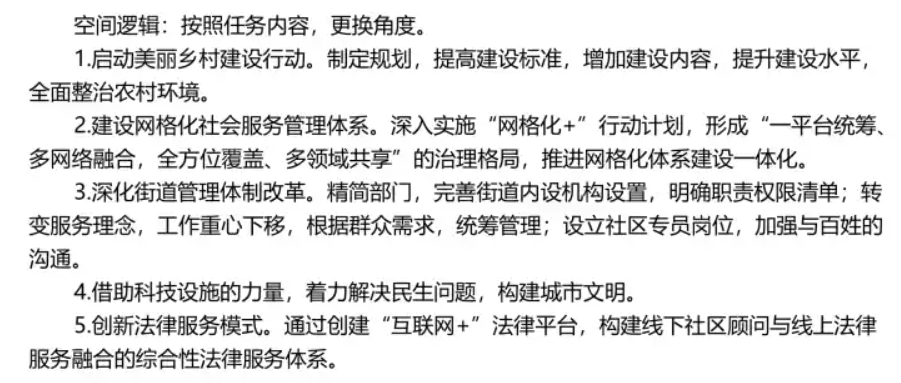 空间逻辑：按照任务内容，更换角度。
1.启动美丽乡村建设行动。制定规划，提高建设标准，增加建设内容，提升建设水平，
全面整治农村环境。
2.建设网格化社会服务管理体系。深入实施“网格化+”行动计划，形成“一平台统筹、
多网络融合，全方位覆盖、多领域共享”的治理格局，推进网格化体系建设一体化。
3.深化街道管理体制改革。精简部门，完善街道内设机构设置，明确职责权限清单；转
变服务理念，工作重心下移，根据群众需求，统筹管理；设立社区专员岗位，加强与百姓的
沟通。
4.借助科技设施的力量，着力解决民生问题，构建城市文明。
5.创新法律服务模式。通过创建“互联网+”法律平台，构建线下社区顾问与线上法律
服务融合的综合性法律服务体系。